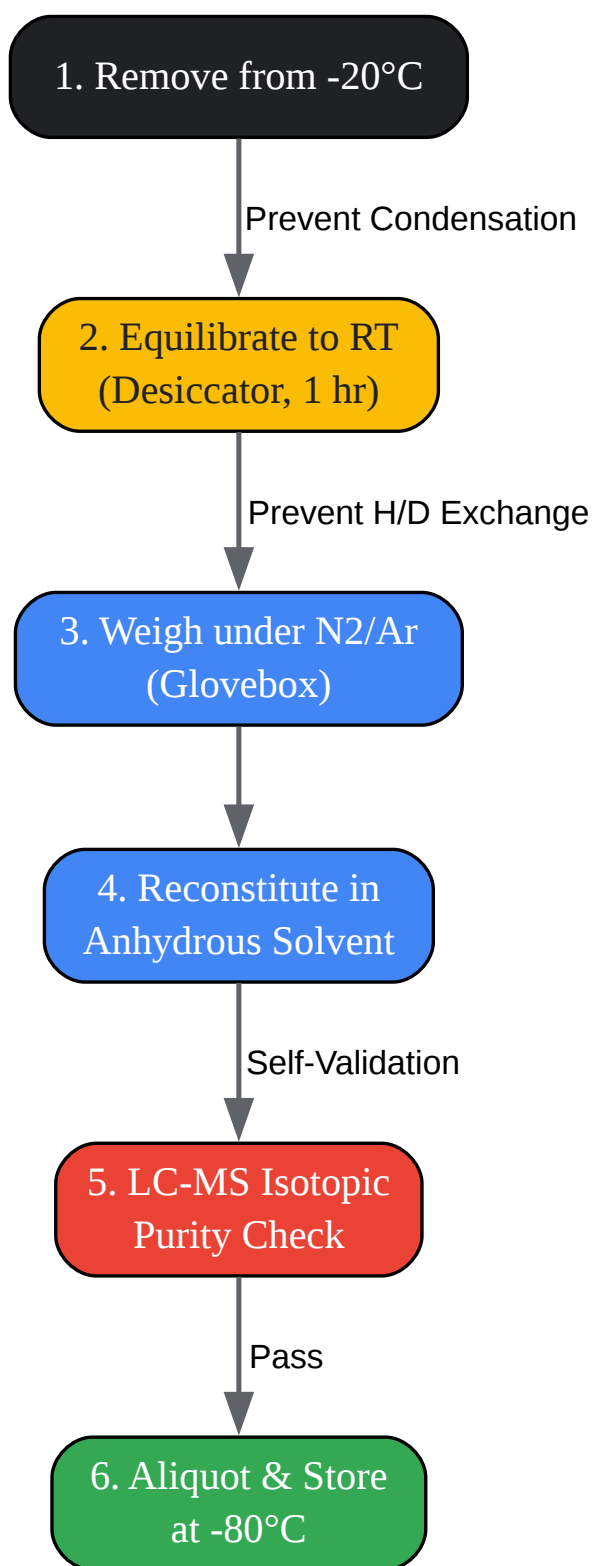 1. Remove from -20°C
Prevent Condensation
2. Equilibrate to RT
(Desiccator, 1 hr)
Prevent H/D Exchange
3. Weigh under N2/Ar
(Glovebox)
4. Reconstitute in
Anhydrous Solvent
Self-Validation
5. LC-MS Isotopic
Purity Check
Pass
6. Aliquot & Store
at -80°C